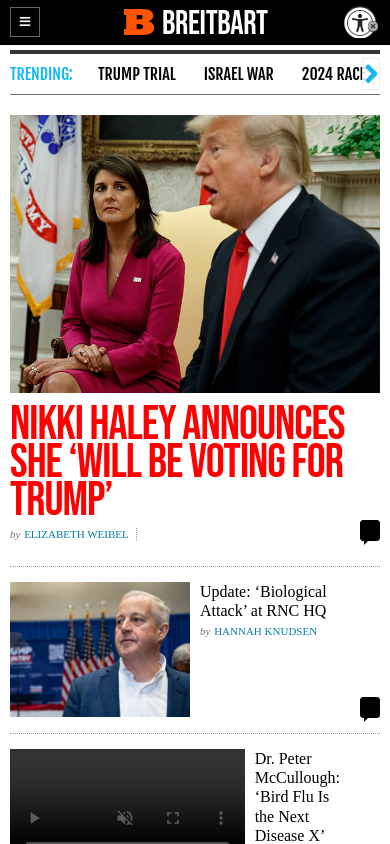 BREITBART
TRENDING:
TRUMP TRIAL
ISRAEL WAR
2024 RACE
NIKKI HALEY ANNOUNCES
SHE ‘WILL BE VOTING FOR
TRUMP’
by ELIZABETH WEIBEL
Update: ‘Biological
Attack’ at RNC HQ
by HANNAH KNUDSEN
Dr. Peter
McCullough:
‘Bird Flu Is
the Next
Disease X’